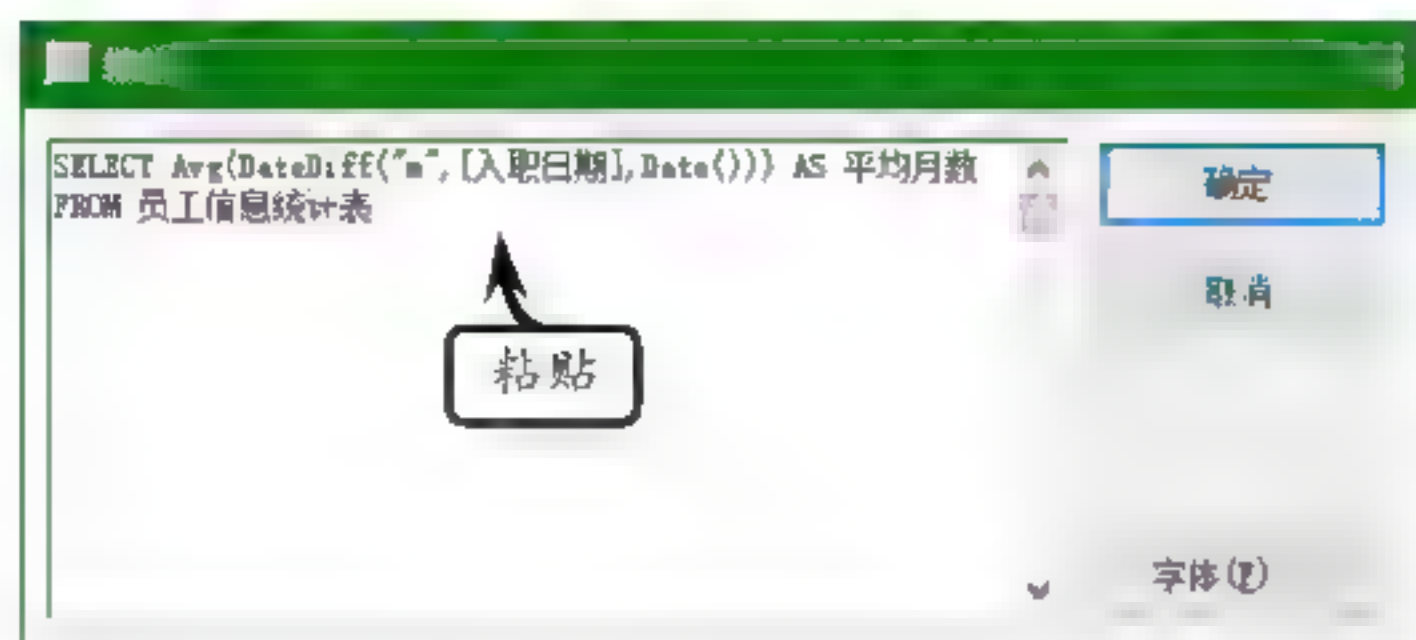 SELECT Avg(DateDiff("m",[入职日期],Date())) AS 平均月数
FROM 员工信息统计表
确定
取消
粘贴
字体(F)